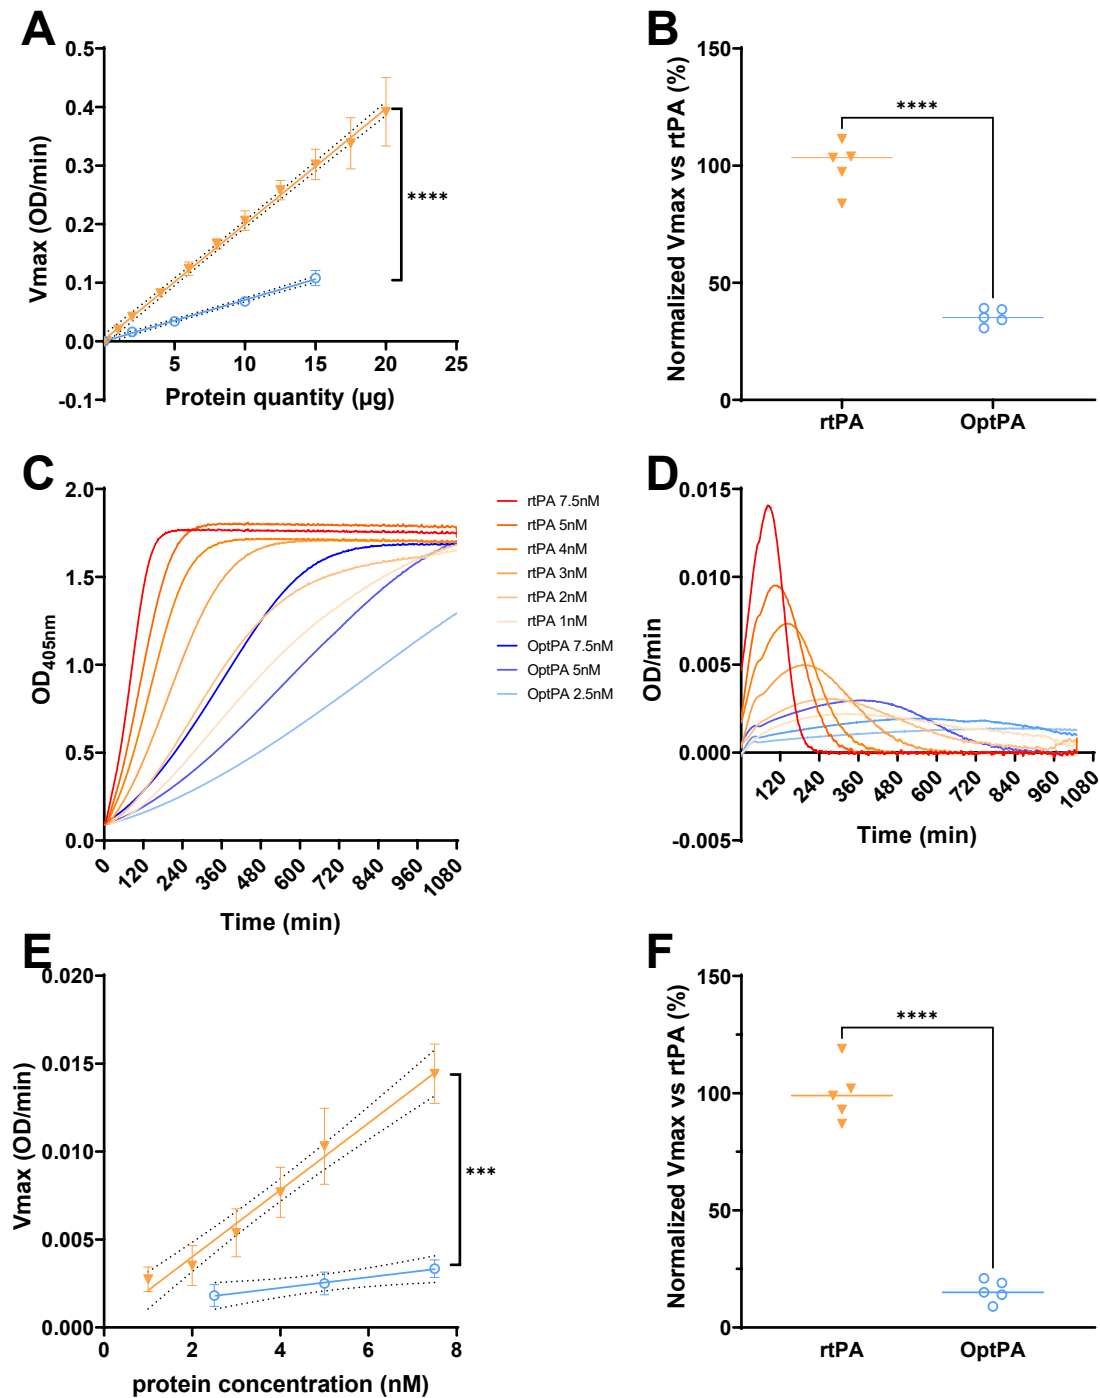 A
0.5
0.4
0.3
0.2
0.1
0.0
-0.1
Vmax (OD/min)
5 10 15 20 25
Protein quantity (µg)
****
B
150
100
50
0
Normalized Vmax vs rtPA (%)
****
rtPA OptPA
C
2.0
1.5
1.0
0.5
0.0
OD405nm
0 120 240 360 480 600 720 840 960 1080
Time (min)
rtPA 7.5nM
rtPA 5nM
rtPA 4nM
rtPA 3nM
rtPA 2nM
rtPA 1nM
OptPA 7.5nM
OptPA 5nM
OptPA 2.5nM
D
0.015
0.010
0.005
0.000
-0.005
OD/min
120 240 360 480 600 720 840 960 1080
Time (min)
E
0.020
0.015
0.010
0.005
0.000
Vmax (OD/min)
0 2 4 6 8
protein concentration (nM)
***
F
150
100
50
0
Normalized Vmax vs rtPA (%)
****
rtPA OptPA